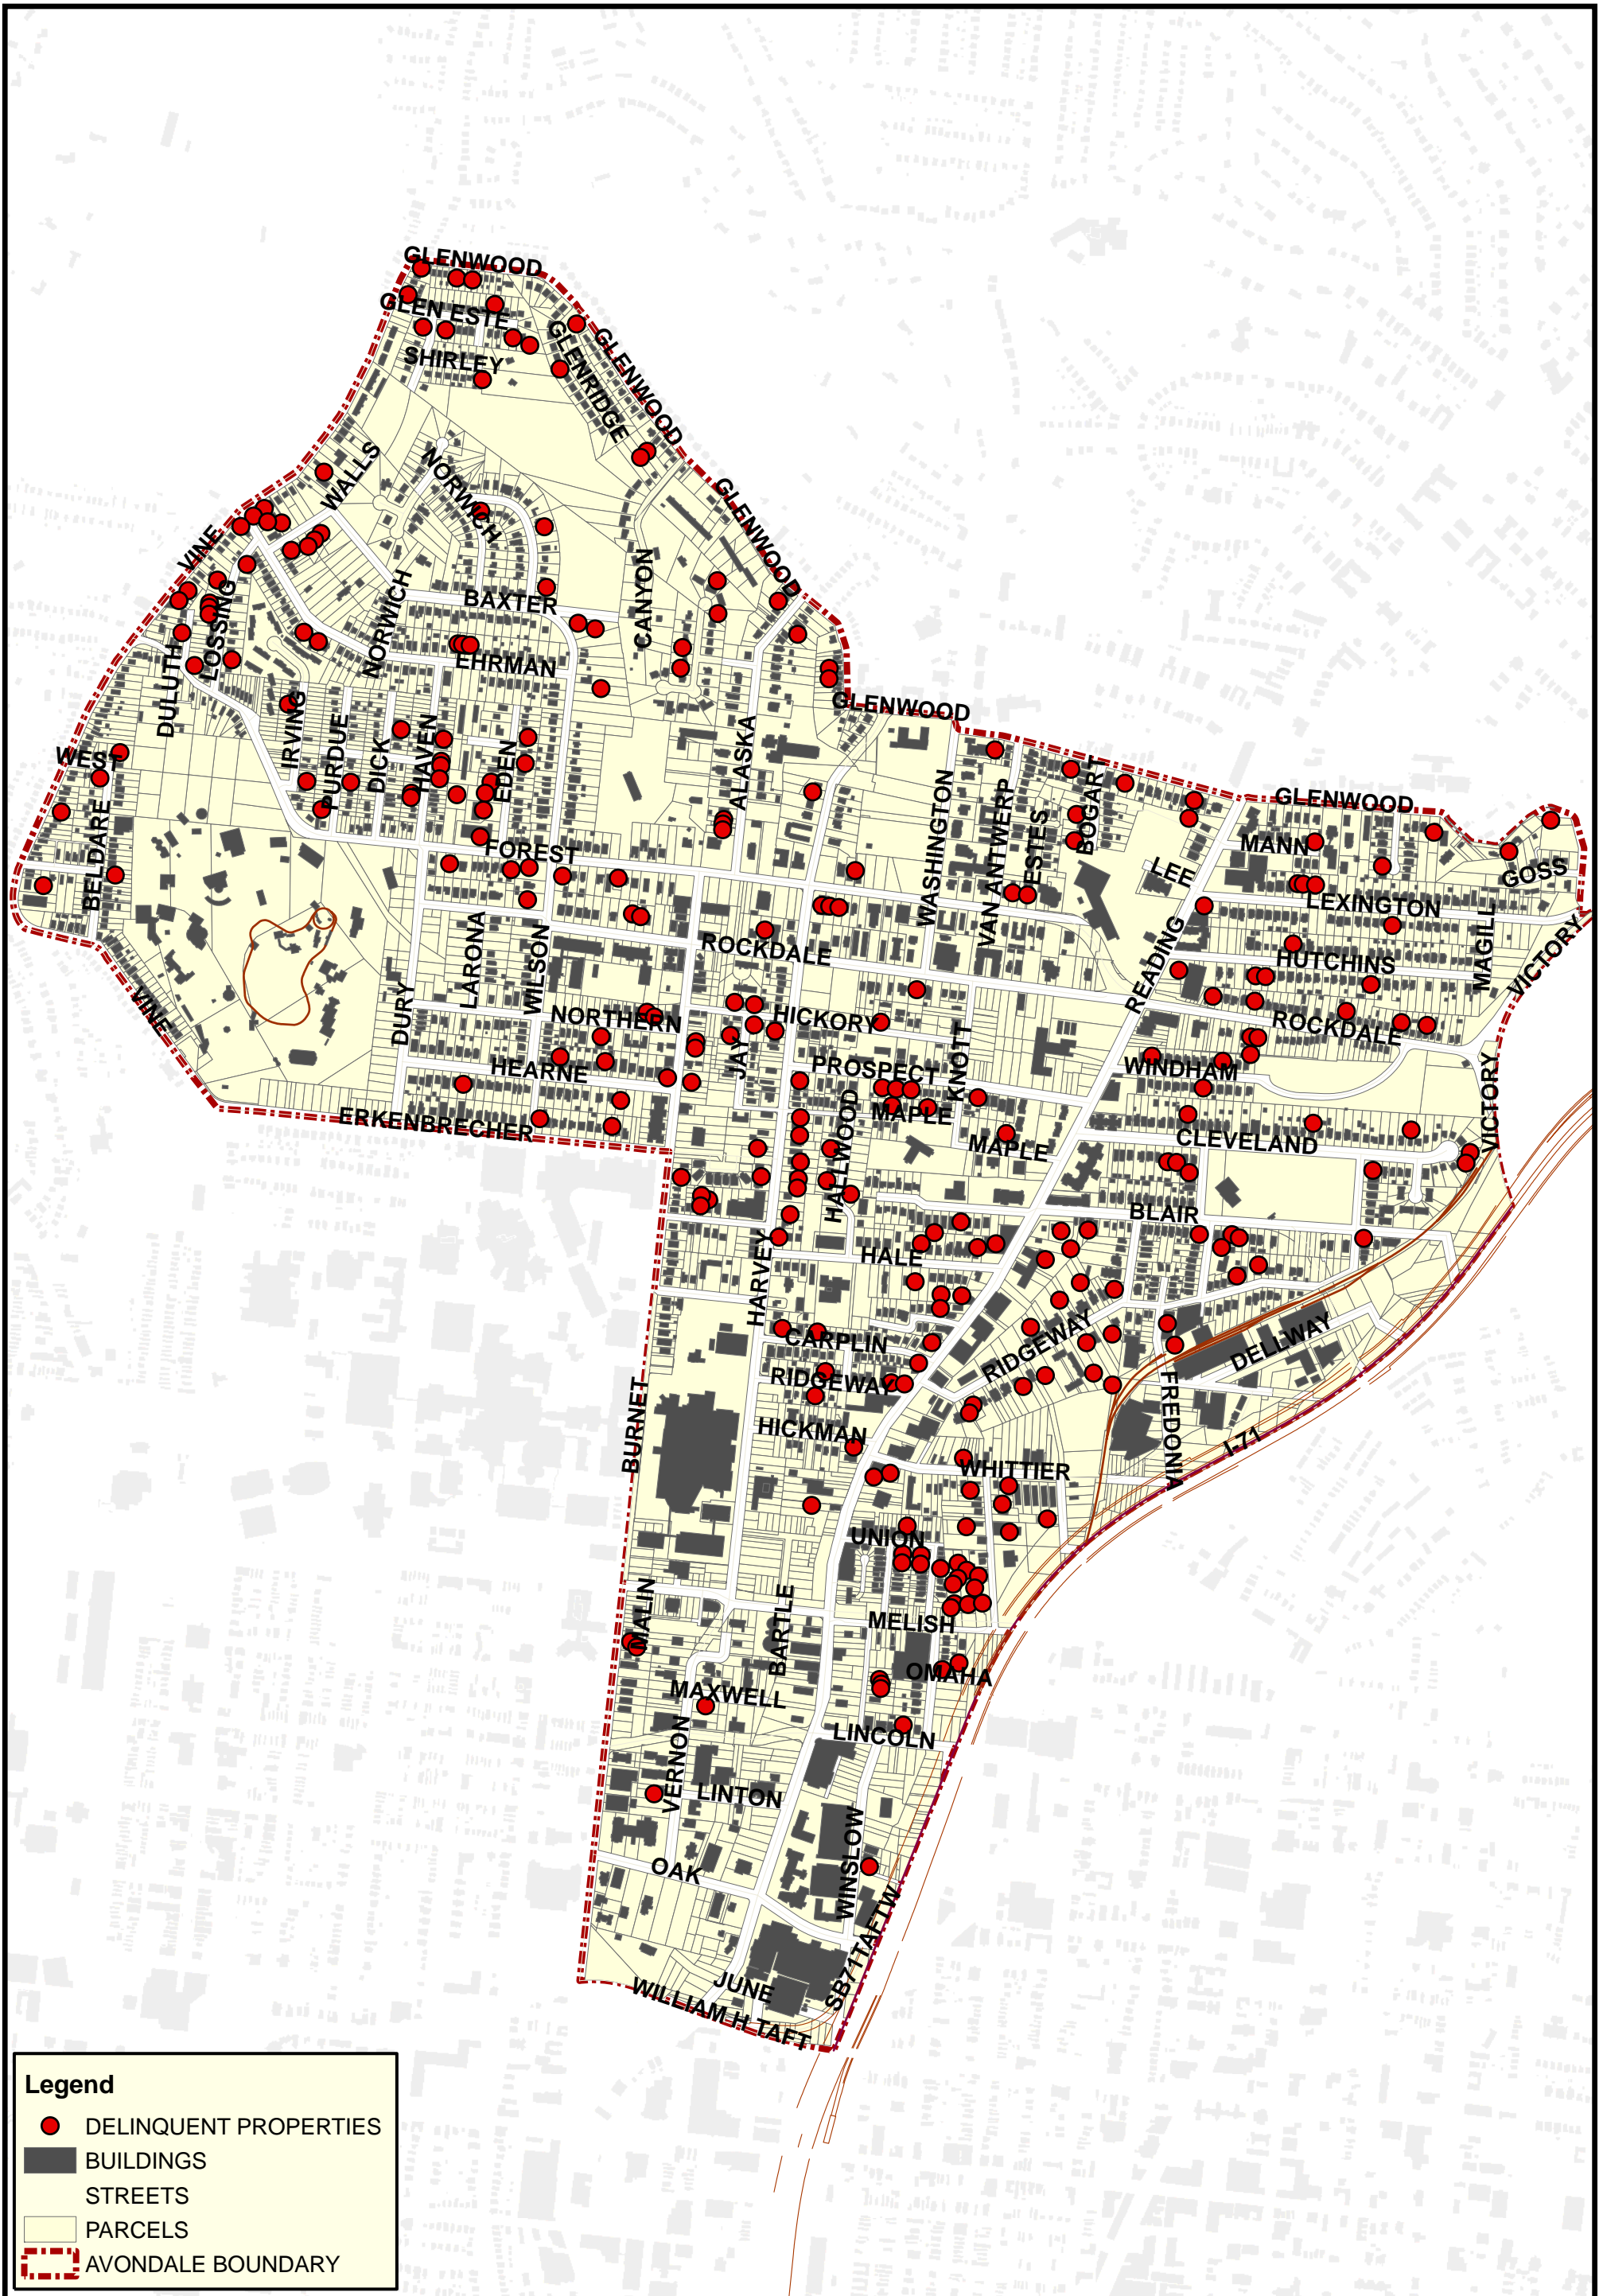 GLENWOOD
GLEN ESTE
SHIRLEY
GLENRIDGE
GLENWOOD
WALLS
NORWICH
GLENWOOD
VINE
LOSSING
NORWICH
BAXTER
CANYON
EHRMAN
DULUTH
GLENWOOD
IRVING
PURDUE
DICK
HAVEN
EDEN
ALASKA
WEST
WASHINGTON
VAN ANTWERP
ESTES
BOGART
GLENWOOD
MANN
BELDARE
FOREST
LEE
GOSS
LEXINGTON
LARONA
WILSON
ROCKDALE
READING
HUTCHINS
MAGILL
VICTORY
VINE
DURY
NORTHERN
HICKORY
ROCKDALE
JAY
KNOTT
HEARNE
PROSPECT
WINDHAM
VICTORY
ERKENBRECHER
HALLWOOD
MAPLE
MAPLE
CLEVELAND
BLAIR
HARVEY
HALE
CARPLIN
RIDGEWAY
DELLWAY
RIDGEWAY
BURNET
HICKMAN
FREDONIA
I-71
WHITTIER
UNION
MALIN
BARTLE
MELISH
OMAHA
MAXWELL
VERNON
LINCOLN
LINTON
WINSLOW
OAK
SB71TAFTW
JUNE
WILLIAM H TAFT
Legend
DELINQUENT PROPERTIES
BUILDINGS
STREETS
PARCELS
AVONDALE BOUNDARY